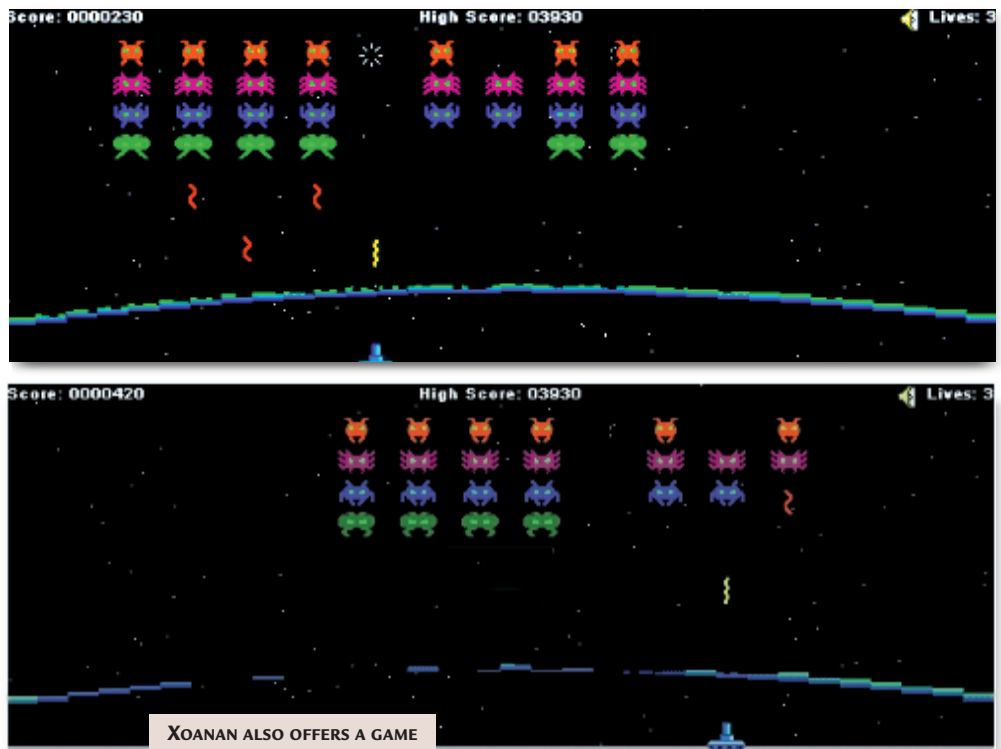 Score: 0000230 High Score: 03930 Lives: 3
Score: 0000420 High Score: 03930 Lives: 3
XOANAN ALSO OFFERS A GAME